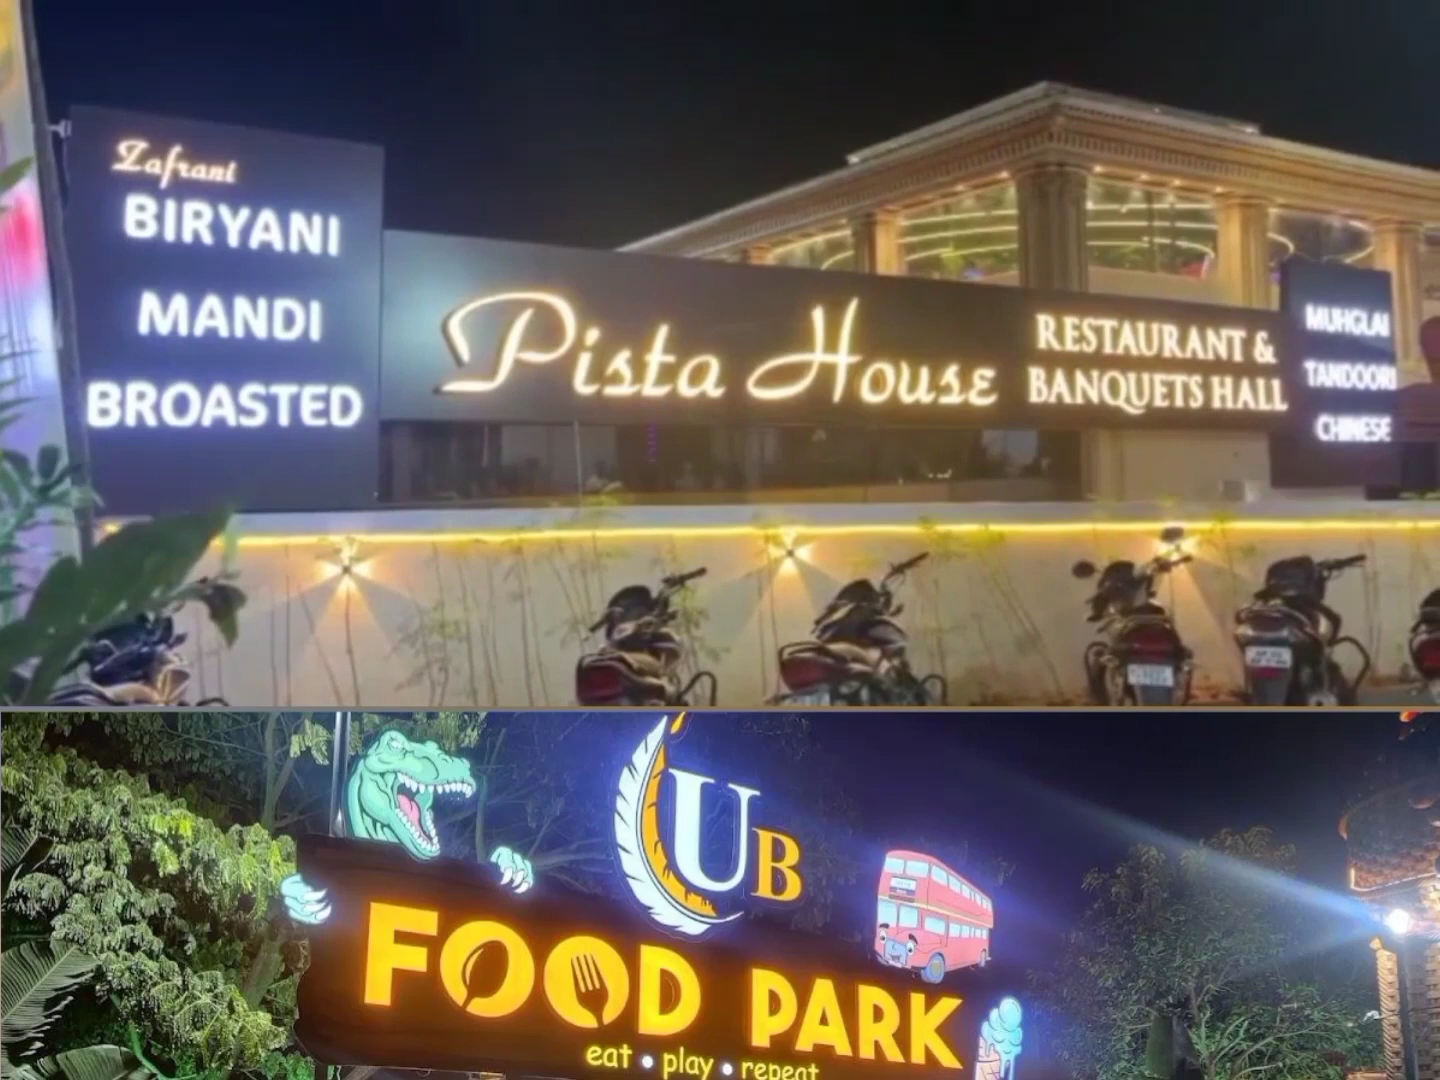 Zafrani
BIRYANI
MANDI
BROASTED
Pista House
RESTAURANT &
BANQUETS HALL
MUHGLAI
TANDOORI
CHINESE
UB
FOOD PARK
eat • play • repeat